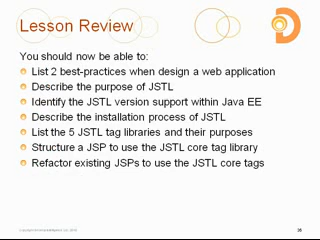 Lesson Review
You should now be able to:
List 2 best-practices when design a web application
Describe the purpose of JSTL
Identify the JSTL version support within Java EE
Describe the installation process of JSTL
List the 5 JSTL tag libraries and their purposes
Structure a JSP to use the JSTL core tag library
Refactor existing JSPs to use the JSTL core tags